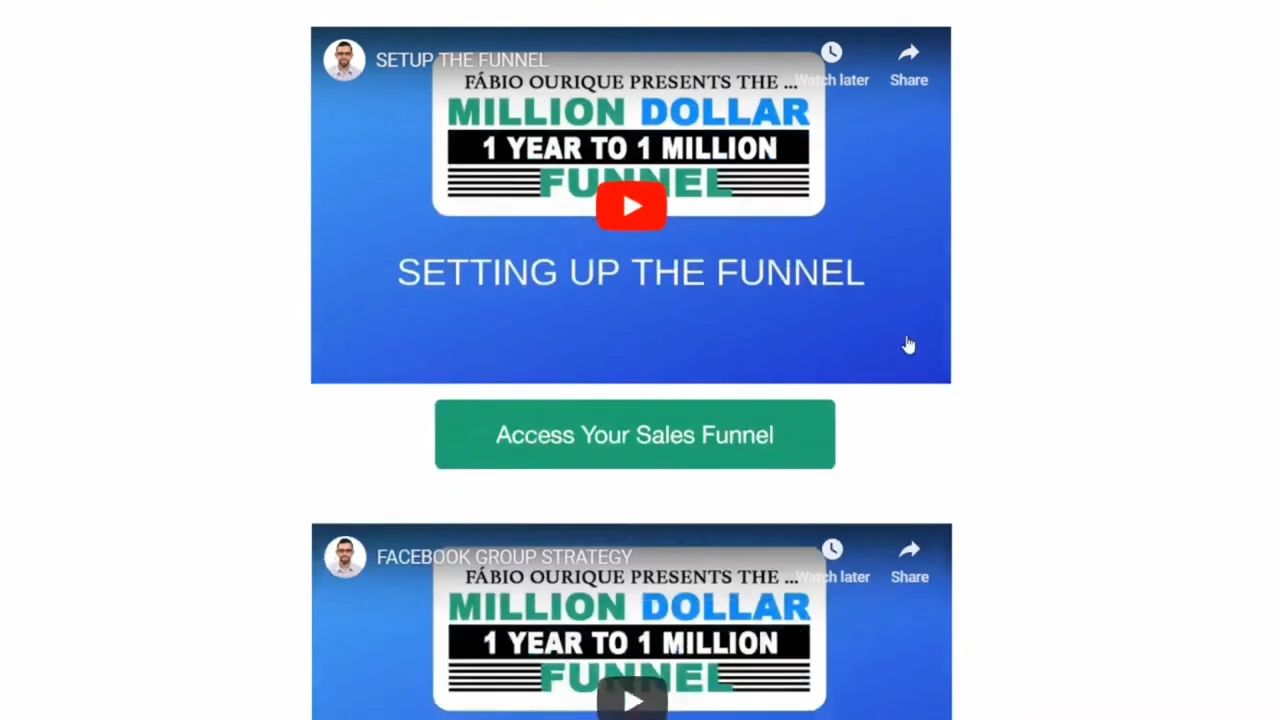 SETUP THE FUNNEL
Watch later
Share
FÁBIO OURIQUE PRESENTS THE ...
MILLION DOLLAR
1 YEAR TO 1 MILLION
FUNNEL
SETTING UP THE FUNNEL
Access Your Sales Funnel
FACEBOOK GROUP STRATEGY
Watch later
Share
FÁBIO OURIQUE PRESENTS THE ...
MILLION DOLLAR
1 YEAR TO 1 MILLION
FUNNEL